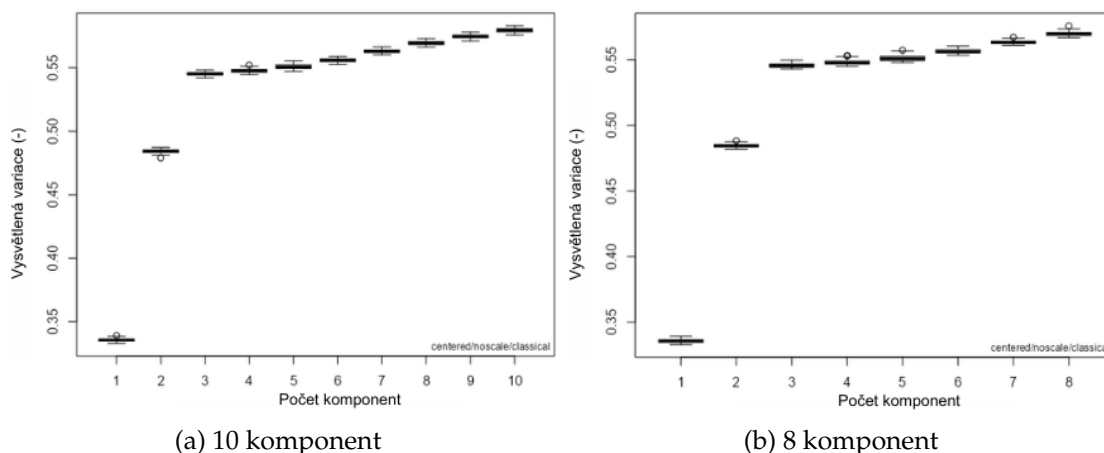 Vysvětlená variace (-)
0.55
0.50
0.45
0.40
0.35
centered/noscale/classical
1 2 3 4 5 6 7 8 9 10
Počet komponent
(a) 10 komponent
Vysvětlená variace (-)
0.55
0.50
0.45
0.40
0.35
centered/noscale/classical
1 2 3 4 5 6 7 8
Počet komponent
(b) 8 komponent